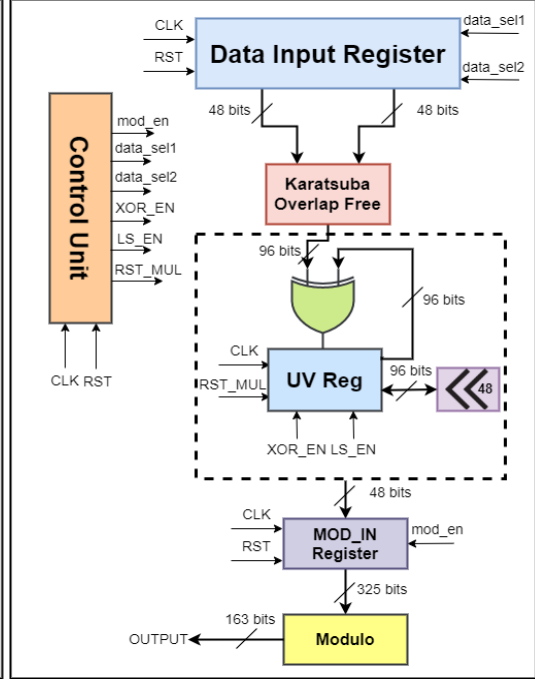 CLK
RST
Data Input Register
data_sel1
data_sel2
48 bits
48 bits
Control Unit
mod_en
data_sel1
data_sel2
XOR_EN
LS_EN
RST_MUL
CLK RST
Karatsuba
Overlap Free
96 bits
96 bits
CLK
RST_MUL
UV Reg
96 bits
48
XOR_EN LS_EN
48 bits
CLK
RST
MOD_IN
Register
mod_en
325 bits
163 bits
OUTPUT
Modulo